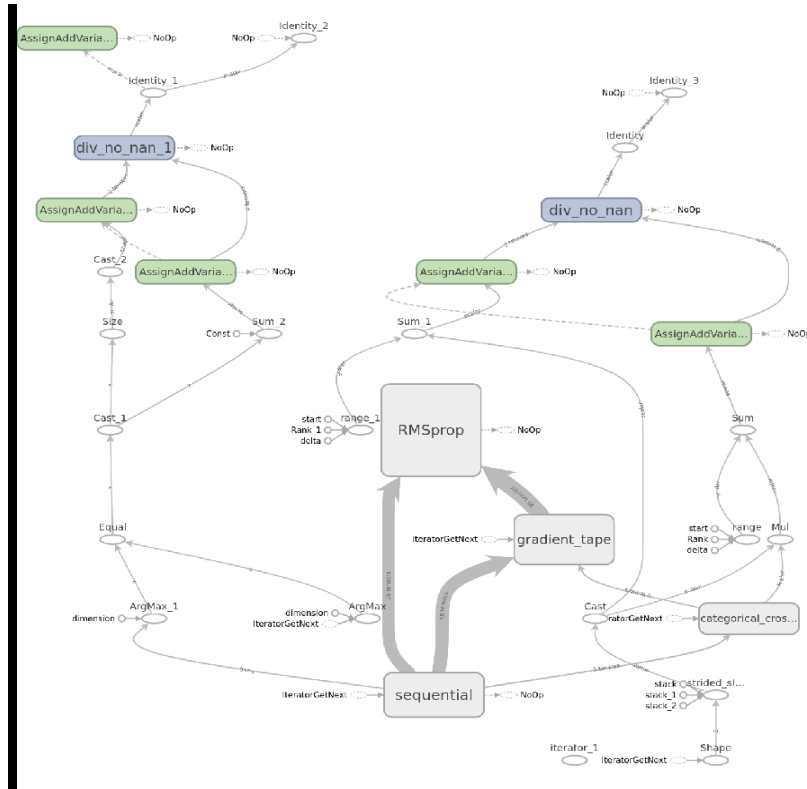 Identity_2
AssignAddVaria...
NoOp
NoOp
Identity_1
Identity_3
NoOp
Identity
div_no_nan_1
NoOp
AssignAddVaria...
NoOp
div_no_nan
NoOp
Cast_2
AssignAddVaria...
NoOp
AssignAddVaria...
NoOp
Size
Const
Sum_2
Sum_1
AssignAddVaria...
NoOp
Cast_1
start
Rank_1
delta
range_1
RMSprop
NoOp
Sum
Equal
IteratorGetNext
gradient_tape
start
Rank
delta
range
Mul
dimension
ArgMax_1
dimension
IteratorGetNext
ArgMax
Cast
ratorGetNext
categorical_cros...
IteratorGetNext
sequential
NoOp
stack
stack_1
stack_2
strided_sl...
iterator_1
IteratorGetNext
Shape